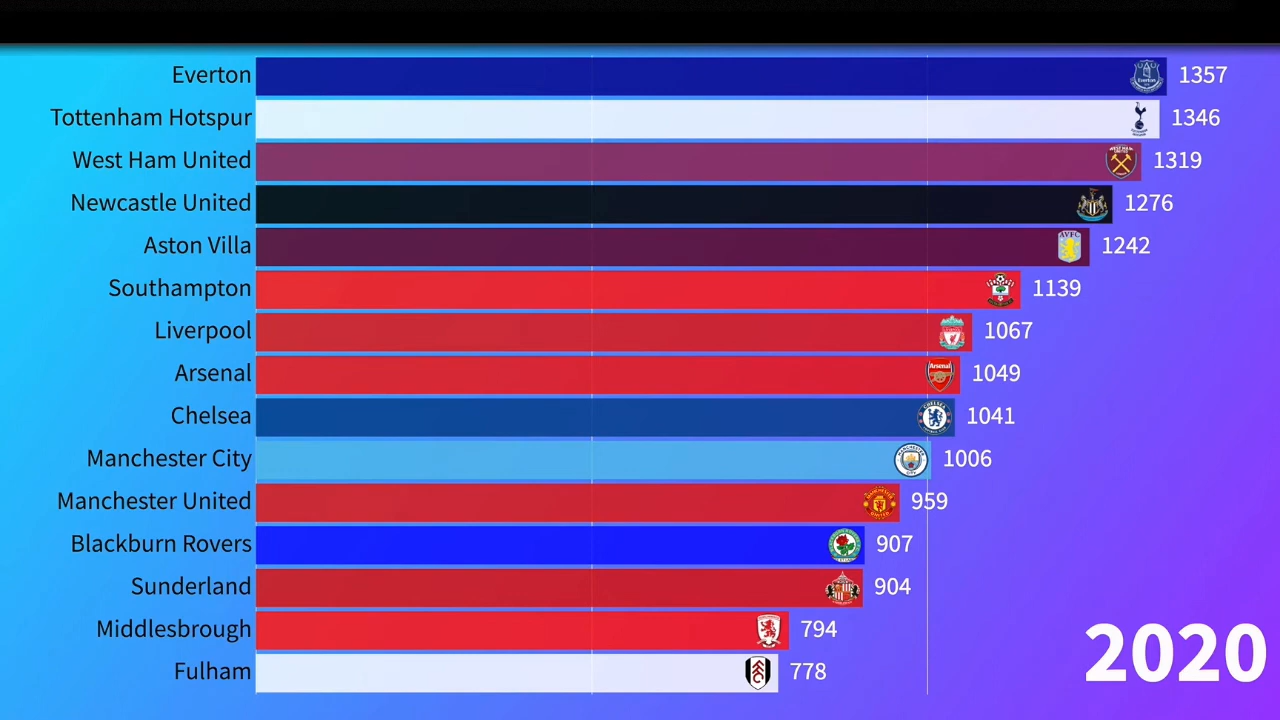 Everton 1357
Tottenham Hotspur 1346
West Ham United 1319
Newcastle United 1276
Aston Villa 1242
Southampton 1139
Liverpool 1067
Arsenal 1049
Chelsea 1041
Manchester City 1006
Manchester United 959
Blackburn Rovers 907
Sunderland 904
Middlesbrough 794
Fulham 778
2020